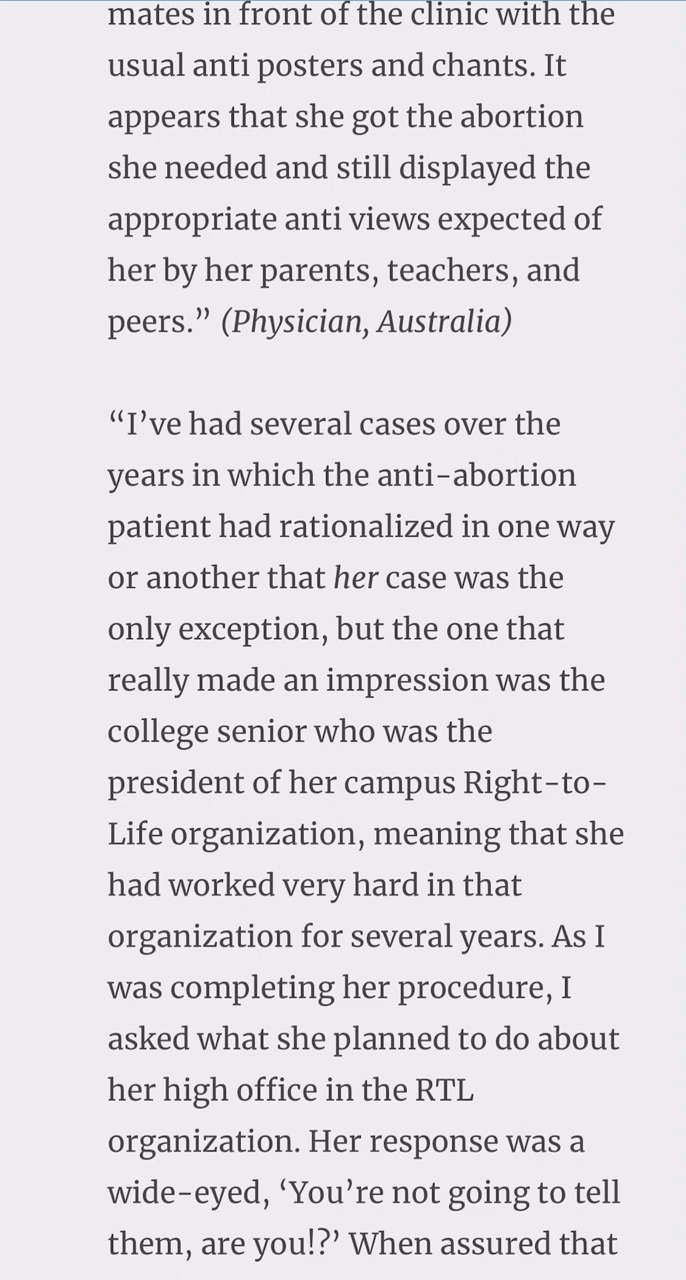 mates in front of the clinic with the
usual anti posters and chants. It
appears that she got the abortion
she needed and still displayed the
appropriate anti views expected of
her by her parents, teachers, and
peers.” (Physician, Australia)
“I’ve had several cases over the
years in which the anti-abortion
patient had rationalized in one way
or another that her case was the
only exception, but the one that
really made an impression was the
college senior who was the
president of her campus Right-to-
Life organization, meaning that she
had worked very hard in that
organization for several years. As I
was completing her procedure, I
asked what she planned to do about
her high office in the RTL
organization. Her response was a
wide-eyed, ‘You’re not going to tell
them, are you!?’ When assured that